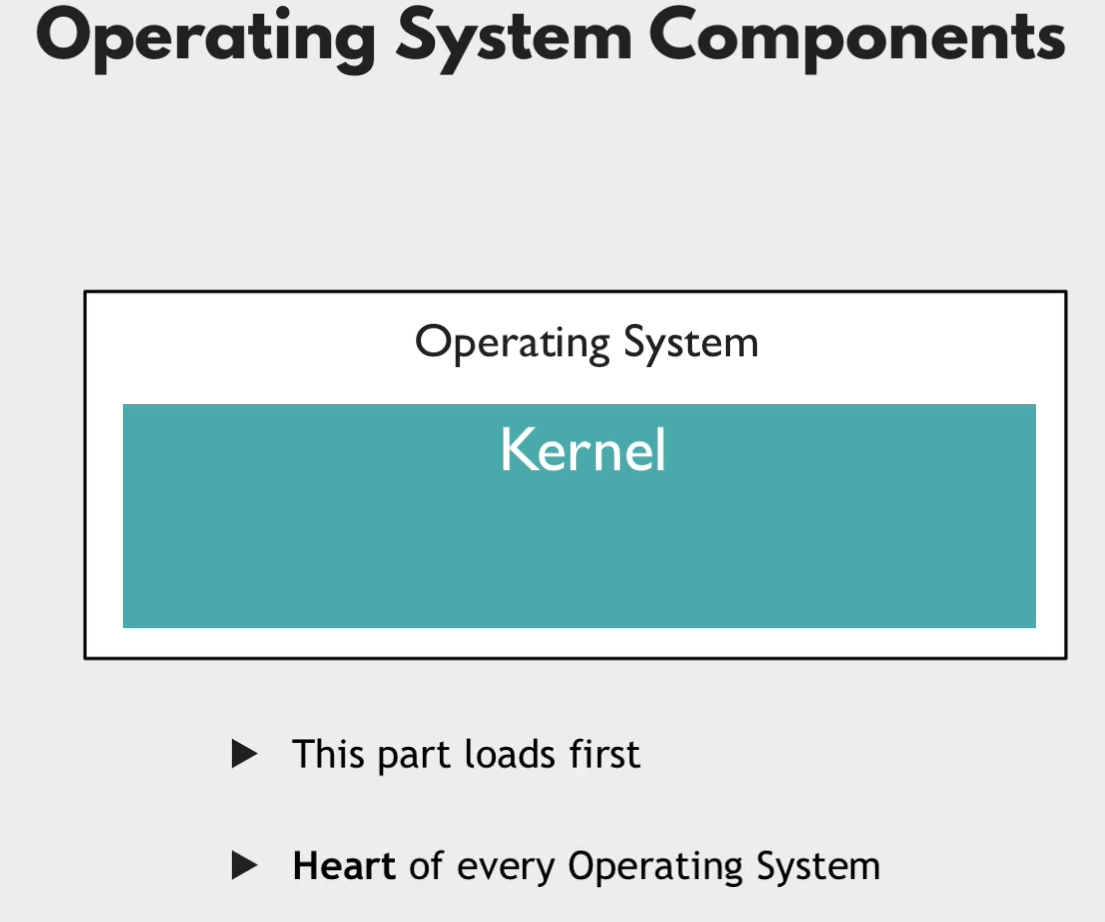 Operating System Components
Operating System
Kernel
This part loads first
Heart of every Operating System